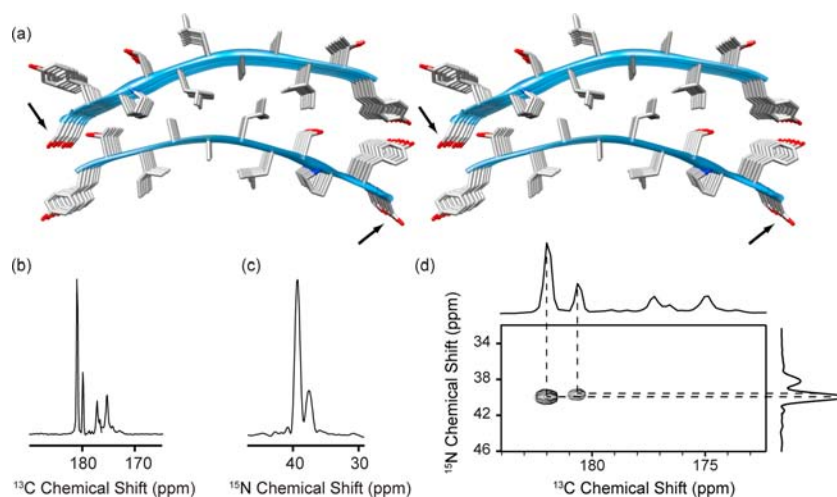 (a)
(b)
(c)
(d)
180 170
¹³C Chemical Shift (ppm)
40 30
¹⁵N Chemical Shift (ppm)
¹⁵N Chemical Shift (ppm)
34
38
42
46
180 175
¹³C Chemical Shift (ppm)